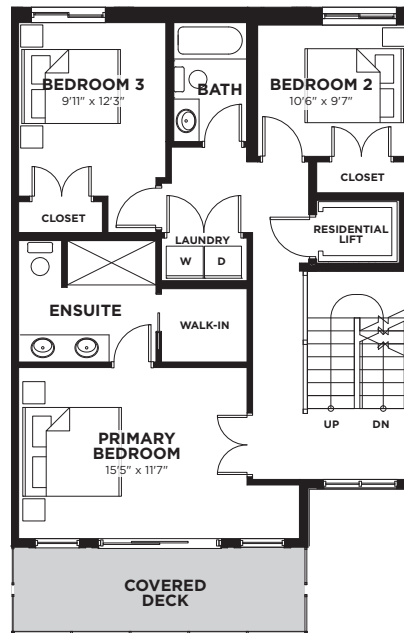 BEDROOM 3
9'11" x 12'3"
BATH
BEDROOM 2
10'6" x 9'7"
CLOSET
CLOSET
RESIDENTIAL
LIFT
LAUNDRY
W D
ENSUITE
WALK-IN
UP DN
PRIMARY
BEDROOM
15'5" x 11'7"
COVERED
DECK